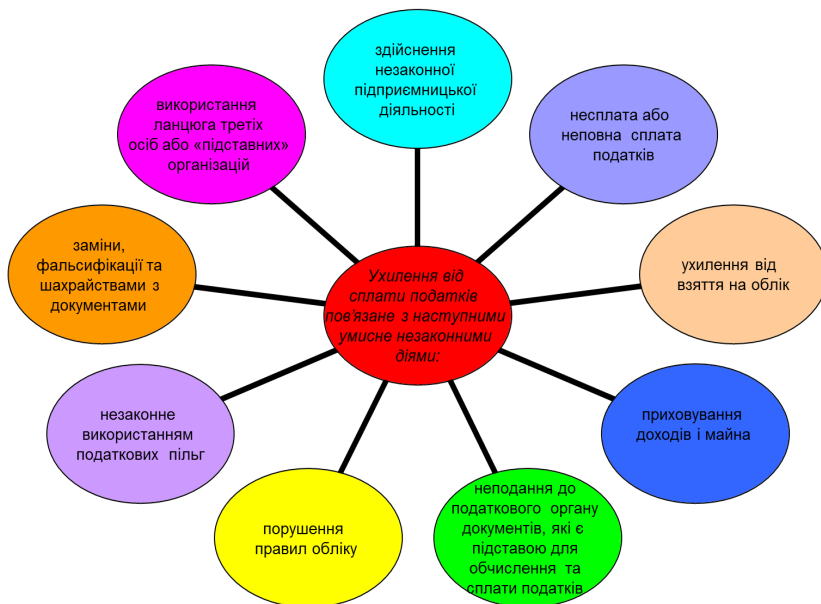 здійснення
незаконної
підприємницької
діяльності
несплата або
неповна сплата
податків
ухилення від
взяття на облік
приховування
доходів і майна
неподання до
податкового органу
документів, які є
підставою для
обчислення та
сплати податків
порушення
правил обліку
незаконне
використанням
податкових пільг
заміни,
фальсифікації та
шахрайствами з
документами
використання
ланцюга третіх
осіб або «підставних»
організацій
Ухилення від
сплати податків
пов'язане з наступними
умисне незаконними
діями: